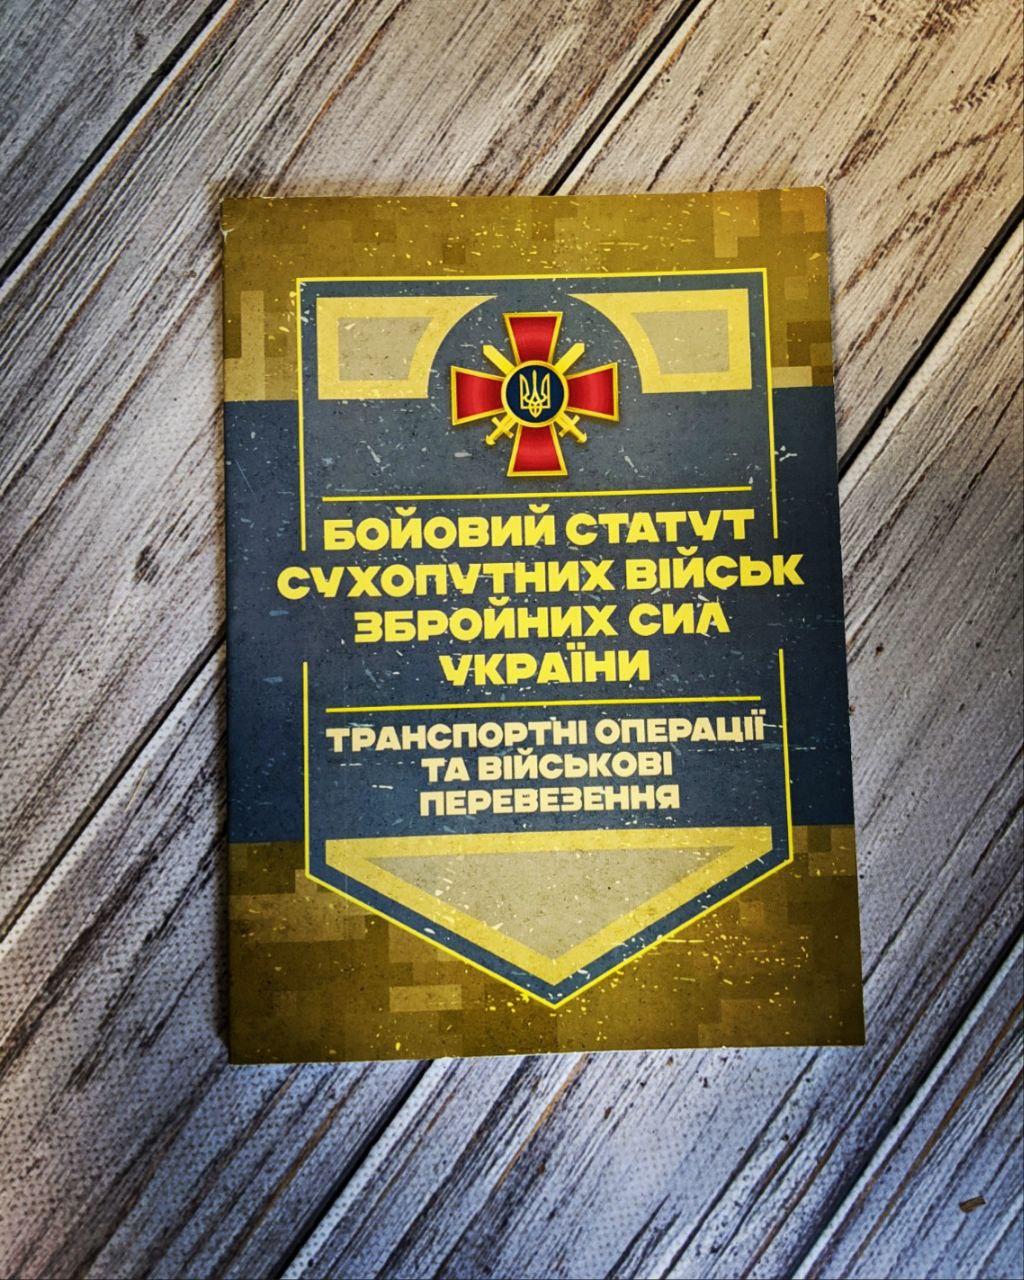 БОЙОВИЙ СТАТУТ
СУХОПУТНИХ ВІЙСЬК
ЗБРОЙНИХ СИЛ
УКРАЇНИ
ТРАНСПОРТНІ ОПЕРАЦІЇ
ТА ВІЙСЬКОВІ
ПЕРЕВЕЗЕННЯ